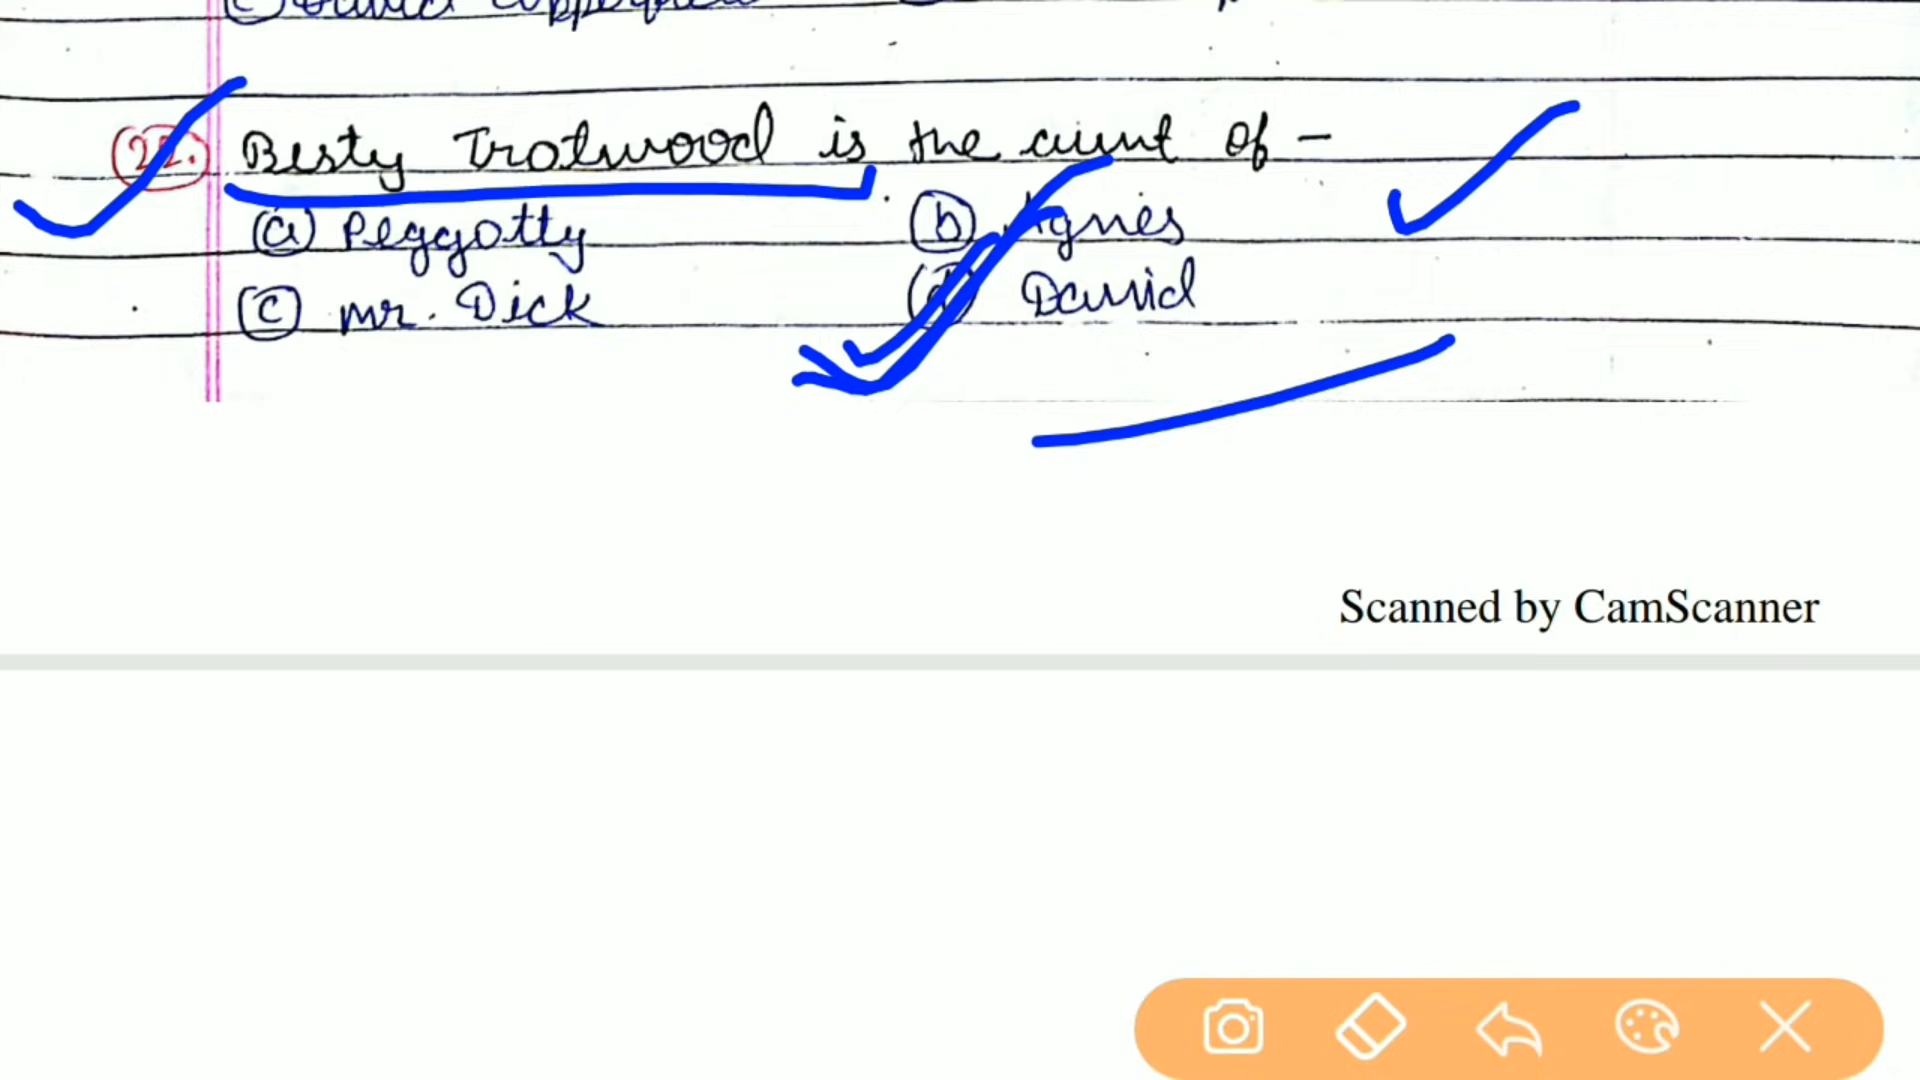 (22.) Besty Trotwood is the aunt of -
(a) Peggotty (b) Agnes
(c) mr. Dick (d) David
Scanned by CamScanner